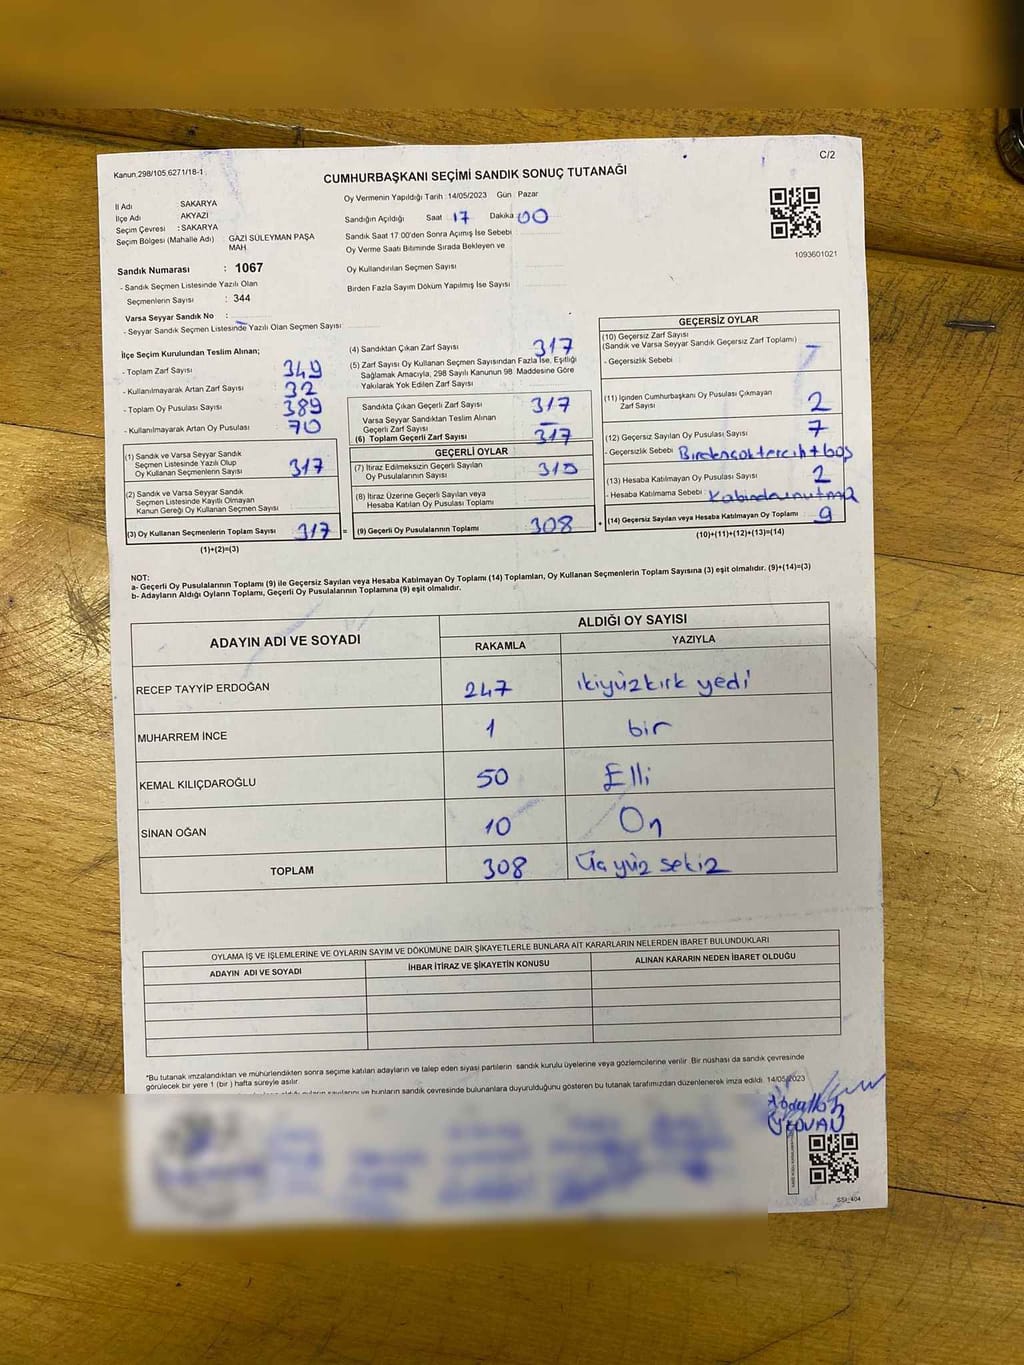 Kanun.298/105.6271/18-1
C/2
CUMHURBAŞKANI SEÇİMİ SANDIK SONUÇ TUTANAĞI
İl Adı : SAKARYA
İlçe Adı : AKYAZI
Seçim Çevresi : SAKARYA
Seçim Bölgesi (Mahalle Adı) : GAZİ SÜLEYMAN PAŞA
MAH.
Sandık Numarası : 1067
- Sandık Seçmen Listesinde Yazılı Olan
Seçmenlerin Sayısı : 344
Varsa Seyyar Sandık No :
- Seyyar Sandık Seçmen Listesinde Yazılı Olan Seçmen Sayısı:
Oy Vermenin Yapıldığı Tarih :14/05/2023 Gün : Pazar
Sandığın Açıldığı Saat : 17 Dakika 00
Sandık Saat 17:00'den Sonra Açımış İse Sebebi :
Oy Verme Saati Bitiminde Sırada Bekleyen ve
Oy Kullandırılan Seçmen Sayısı
Birden Fazla Sayım Döküm Yapılmış İse Sayısı :
1093601021
İlçe Seçim Kurulundan Teslim Alınan;
- Toplam Zarf Sayısı : 349
- Kullanılmayarak Artan Zarf Sayısı : 32
- Toplam Oy Pusulası Sayısı : 389
- Kullanılmayarak Artan Oy Pusulası : 70
(1) Sandık ve Varsa Seyyar Sandık
Seçmen Listesinde Yazılı Olup
Oy Kullanan Seçmenlerin Sayısı : 317
(2) Sandık ve Varsa Seyyar Sandık
Seçmen Listesinde Kayıtlı Olmayan
Kanun Gereği Oy Kullanan Seçmen Sayısı :
(3) Oy Kullanan Seçmenlerin Toplam Sayısı : 317 =
(1)+(2)=(3)
(4) Sandıktan Çıkan Zarf Sayısı : 317
(5) Zarf Sayısı Oy Kullanan Seçmen Sayısından Fazla İse, Eşitliği
Sağlamak Amacıyla, 298 Sayılı Kanunun 98. Maddesine Göre
Yakılarak Yok Edilen Zarf Sayısı :
Sandıkta Çıkan Geçerli Zarf Sayısı : 317
Varsa Seyyar Sandıktan Teslim Alınan
Geçerli Zarf Sayısı : —
(6) Toplam Geçerli Zarf Sayısı : 317
GEÇERLİ OYLAR
(7) İtiraz Edilmeksizin Geçerli Sayılan
Oy Pusulalarının Sayısı :
(8) İtiraz Üzerine Geçerli Sayılan veya
Hesaba Katılan Oy Pusulası Toplamı :
(9) Geçerli Oy Pusulalarının Toplamı : 308 +
GEÇERSİZ OYLAR
(10) Geçersiz Zarf Sayısı
(Sandık ve Varsa Seyyar Sandık Geçersiz Zarf Toplamı) :
- Geçersizlik Sebebi :
(11) İçinden Cumhurbaşkanı Oy Pusulası Çıkmayan
Zarf Sayısı : 2
(12) Geçersiz Sayılan Oy Pusulası Sayısı : 7
- Geçersizlik Sebebi : Birdençok tercih + boş
(13) Hesaba Katılmayan Oy Pusulası Sayısı : 2
- Hesaba Katılmama Sebebi :
(14) Geçersiz Sayılan veya Hesaba Katılmayan Oy Toplamı : 9
(10)+(11)+(12)+(13)=(14)
NOT:
a- Geçerli Oy Pusulalarının Toplamı (9) ile Geçersiz Sayılan veya Hesaba Katılmayan Oy Toplamı (14) Toplamları, Oy Kullanan Seçmenlerin Toplam Sayısına (3) eşit olmalıdır. (9)+(14)=(3)
b- Adayların Aldığı Oyların Toplamı, Geçerli Oy Pusulalarının Toplamına (9) eşit olmalıdır.
ADAYIN ADI VE SOYADI
ALDIĞI OY SAYISI
RAKAMLA YAZIYLA
RECEP TAYYİP ERDOĞAN 247 ikiyüzkırk yedi
MUHARREM İNCE 1 bir
KEMAL KILIÇDAROĞLU 50 Elli
SİNAN OĞAN 10 On
TOPLAM 308 Üç yüz sekiz
OYLAMA İŞ VE İŞLEMLERİNE VE OYLARIN SAYIM VE DÖKÜMÜNE DAİR ŞİKAYETLERLE BUNLARA AİT KARARLARIN NELERDEN İBARET BULUNDUKLARI
ADAYIN ADI VE SOYADI İHBAR İTİRAZ VE ŞİKAYETİN KONUSU ALINAN KARARIN NEDEN İBARET OLDUĞU
*Bu tutanak imzalandıktan ve mühürlendikten sonra seçime katılan adayların ve talep eden siyasi partilerin sandık kurulu üyelerine veya gözlemcilerine verilir. Bir nüshası da sandık çevresinde
görülecek bir yere 1 (bir) hafta süreyle asılır.
sayılarını ve bunların sandık çevresinde bulunanlara duyurulduğunu gösteren bu tutanak tarafımızdan düzenlenerek imza edildi. 14/05/2023
Abdullah
SSI_404